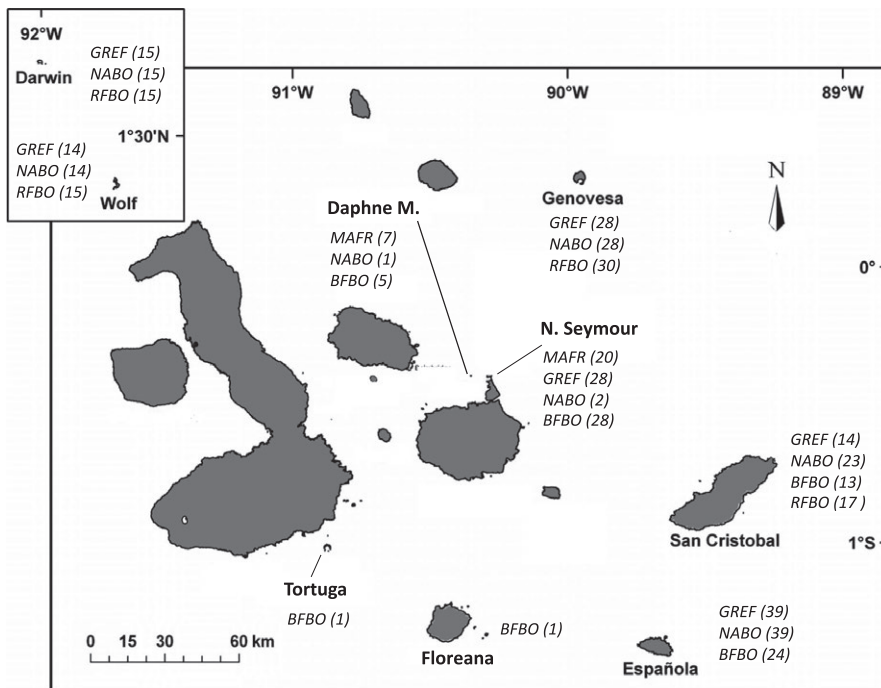 92°W
GREF (15)
Darwin
NABO (15)
RFBO (15)
91°W
90°W
89°W
1°30'N
GREF (14)
NABO (14)
RFBO (15)
Wolf
N
Genovesa
GREF (28)
NABO (28)
RFBO (30)
Daphne M.
MAFR (7)
NABO (1)
BFBO (5)
0°
N. Seymour
MAFR (20)
GREF (28)
NABO (2)
BFBO (28)
GREF (14)
NABO (23)
BFBO (13)
RFBO (17 )
San Cristobal
1°S
Tortuga
BFBO (1)
BFBO (1)
Floreana
GREF (39)
NABO (39)
BFBO (24)
Española
0 15 30 60 km